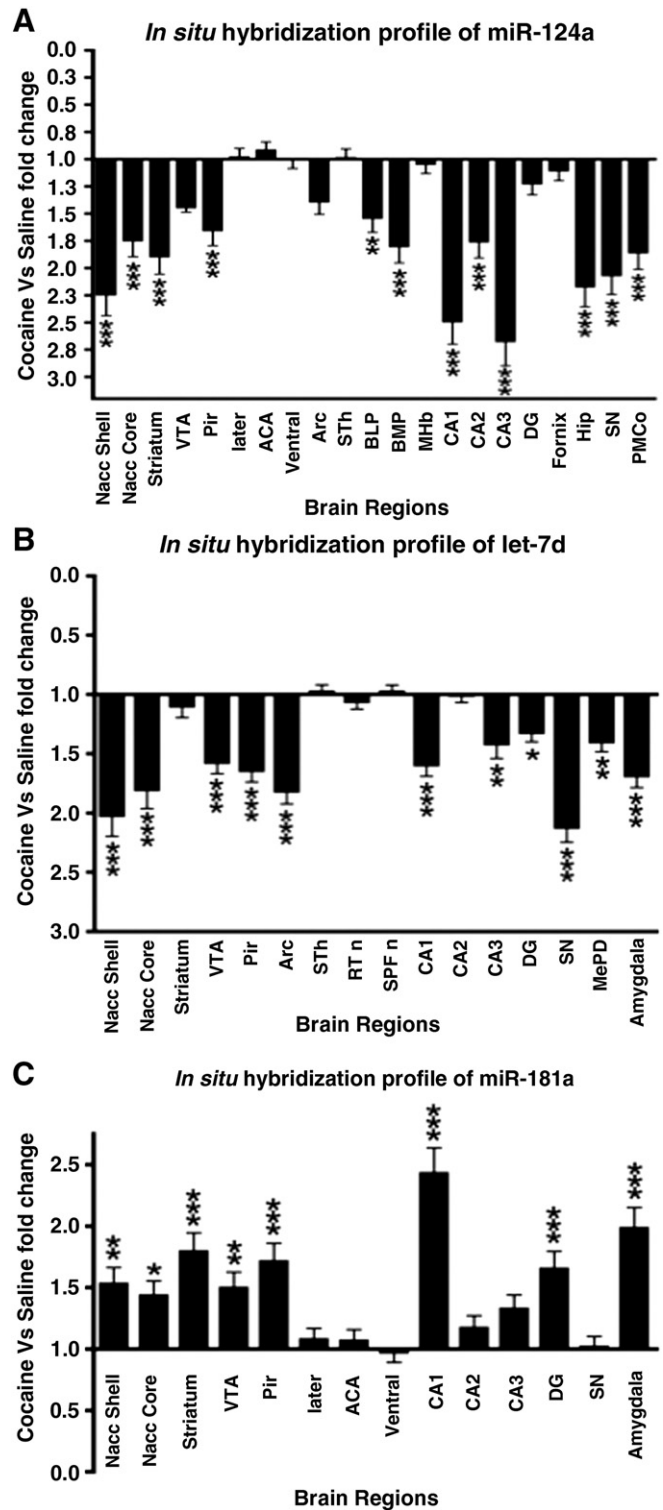 A
In situ hybridization profile of miR-124a
Cocaine Vs Saline fold change
0.0
0.3
0.5
0.8
1.0
1.3
1.5
1.8
2.0
2.3
2.5
2.8
3.0
***
***
***
***
**
***
***
***
***
***
***
***
Nacc Shell
Nacc Core
Striatum
VTA
Pir
later
ACA
Ventral
Arc
STh
BLP
BMP
MHb
CA1
CA2
CA3
DG
Fornix
Hip
SN
PMCo
Brain Regions
B
In situ hybridization profile of let-7d
Cocaine Vs Saline fold change
0.0
0.5
1.0
1.5
2.0
2.5
3.0
***
***
***
***
***
***
**
*
***
**
***
Nacc Shell
Nacc Core
Striatum
VTA
Pir
Arc
STh
RT n
SPF n
CA1
CA2
CA3
DG
SN
MePD
Amygdala
Brain Regions
C
In situ hybridization profile of miR-181a
Cocaine Vs Saline fold change
2.5
2.0
1.5
1.0
0.5
0.0
**
*
***
**
***
***
***
***
Nacc Shell
Nacc Core
Striatum
VTA
Pir
later
ACA
Ventral
CA1
CA2
CA3
DG
SN
Amygdala
Brain Regions